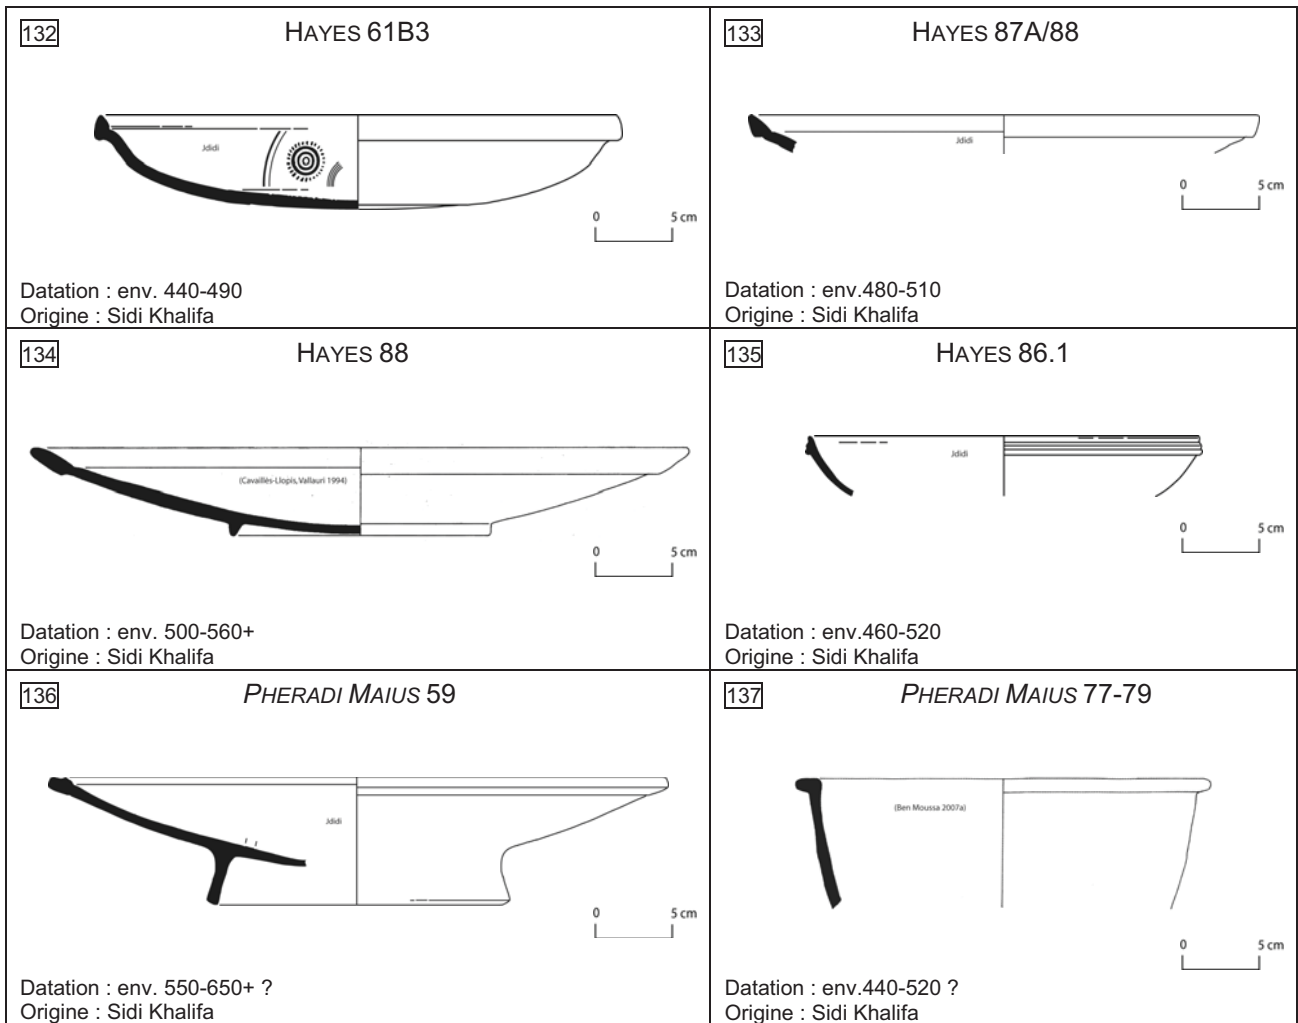 132 HAYES 61B3
Jdidi
0 5 cm
Datation : env. 440-490
Origine : Sidi Khalifa
133 HAYES 87A/88
Jdidi
0 5 cm
Datation : env.480-510
Origine : Sidi Khalifa
134 HAYES 88
(Cavaillès-Llopis, Vallauri 1994)
0 5 cm
Datation : env. 500-560+
Origine : Sidi Khalifa
135 HAYES 86.1
Jdidi
0 5 cm
Datation : env.460-520
Origine : Sidi Khalifa
136 PHERADI MAIUS 59
Jdidi
0 5 cm
Datation : env. 550-650+ ?
Origine : Sidi Khalifa
137 PHERADI MAIUS 77-79
(Ben Moussa 2007a)
0 5 cm
Datation : env.440-520 ?
Origine : Sidi Khalifa